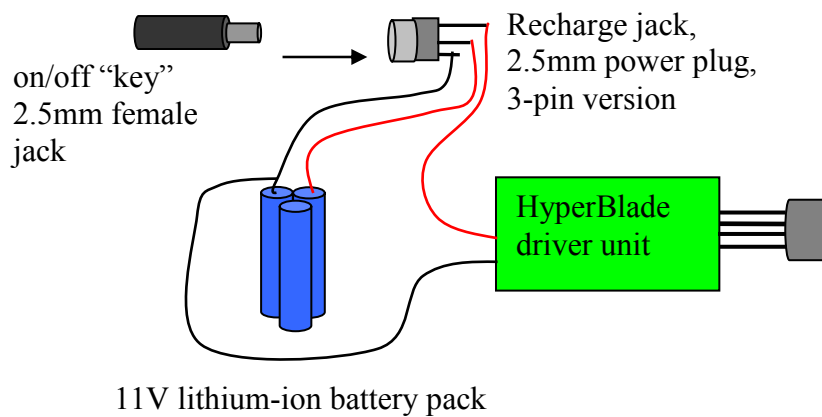 on/off “key”
2.5mm female
jack
Recharge jack,
2.5mm power plug,
3-pin version
HyperBlade
driver unit
11V lithium-ion battery pack